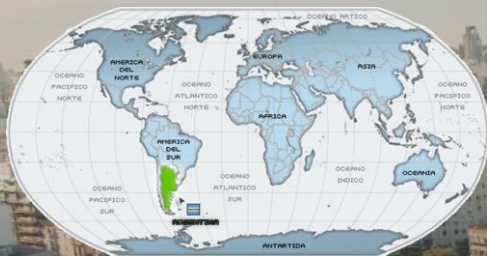 OCEANO ARTICO
AMERICA
DEL
NORTE
EUROPA
ASIA
OCEANO
PACIFICO
NORTE
OCEANO
ATLANTICO
NORTE
OCEANO
PACIFICO
NORTE
AFRICA
AMERICA
DEL
SUR
OCEANO
PACIFICO
SUR
OCEANO
ATLANTICO
SUR
OCEANO
INDICO
OCEANIA
ARGENTINA
ANTARTIDA